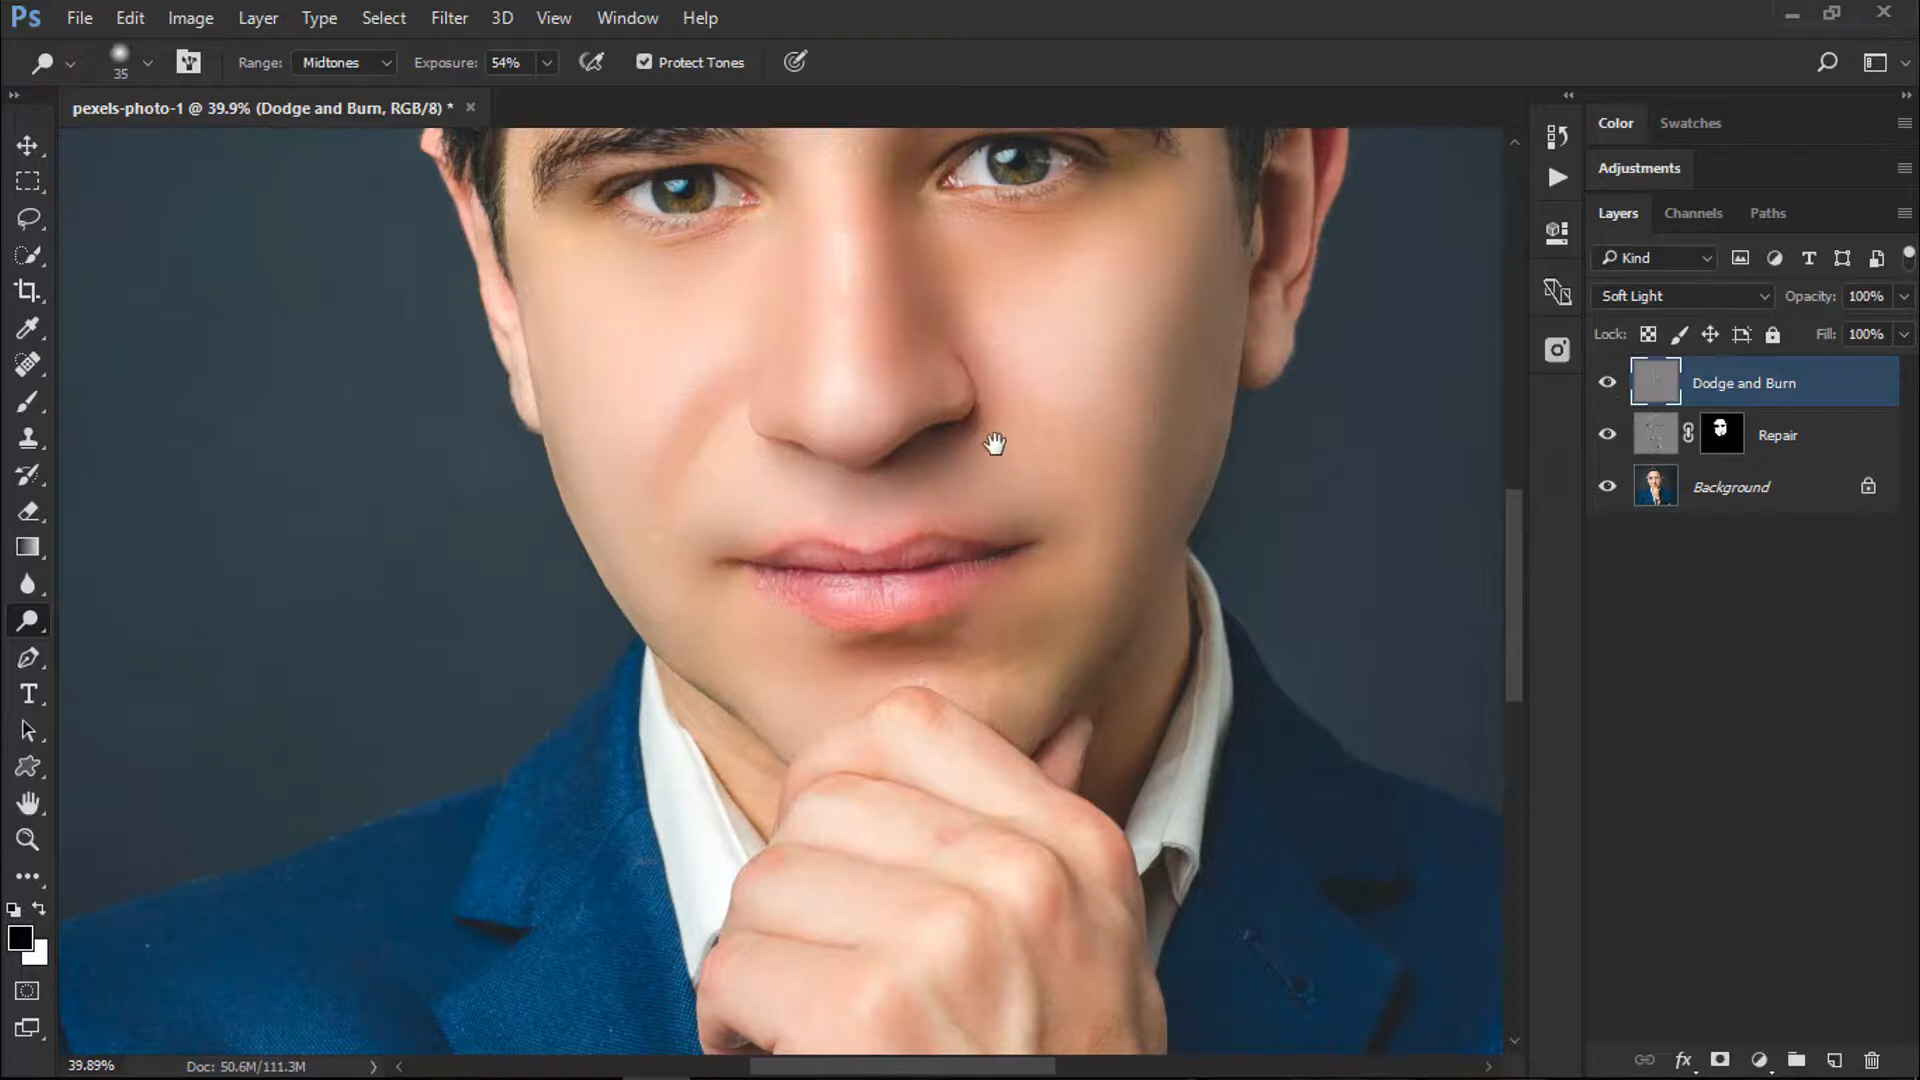 Ps File Edit Image Layer Type Select Filter 3D View Window Help
35 Range: Midtones Exposure: 54% Protect Tones
pexels-photo-1 @ 39.9% (Dodge and Burn, RGB/8) *
Color Swatches
Adjustments
Layers Channels Paths
Kind
Soft Light Opacity: 100%
Lock: Fill: 100%
Dodge and Burn
Repair
Background
39.89% Doc: 50.6M/111.3M